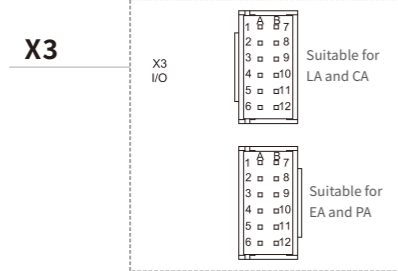 X3
X3
I/O
A B
1 7
2 8
3 9
4 10
5 11
6 12
Suitable for
LA and CA
A B
1 7
2 8
3 9
4 10
5 11
6 12
Suitable for
EA and PA